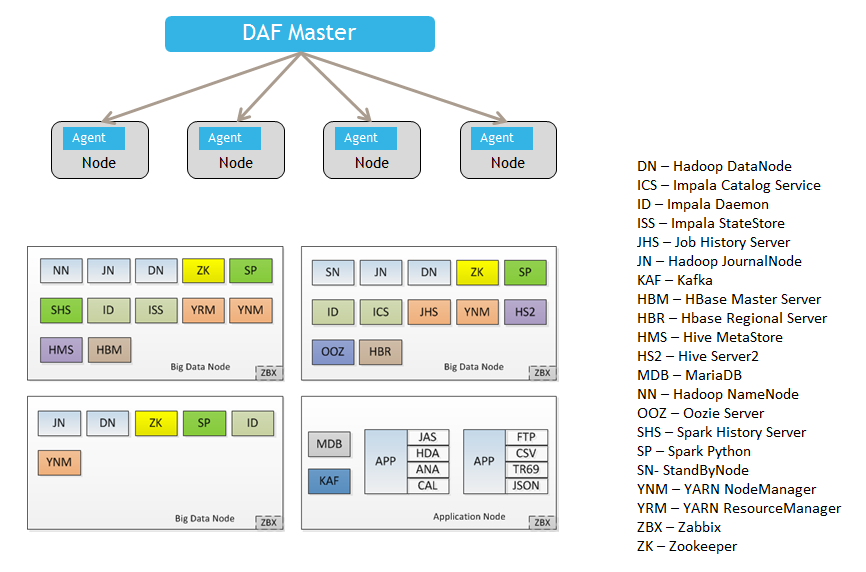 DAF Master
Agent
Node
Agent
Node
Agent
Node
Agent
Node
NN JN DN ZK SP
SHS ID ISS YRM YNM
HMS HBM
Big Data Node
ZBX
SN JN DN ZK SP
ID ICS JHS YNM HS2
OOZ HBR
Big Data Node
ZBX
JN DN ZK SP ID
YNM
Big Data Node
ZBX
MDB
KAF
APP
JAS
HDA
ANA
CAL
APP
FTP
CSV
TR69
JSON
Application Node
ZBX
DN – Hadoop DataNode
ICS – Impala Catalog Service
ID – Impala Daemon
ISS – Impala StateStore
JHS – Job History Server
JN – Hadoop JournalNode
KAF – Kafka
HBM – HBase Master Server
HBR – Hbase Regional Server
HMS – Hive MetaStore
HS2 – Hive Server2
MDB – MariaDB
NN – Hadoop NameNode
OOZ – Oozie Server
SHS – Spark History Server
SP – Spark Python
SN- StandByNode
YNM – YARN NodeManager
YRM – YARN ResourceManager
ZBX – Zabbix
ZK – Zookeeper